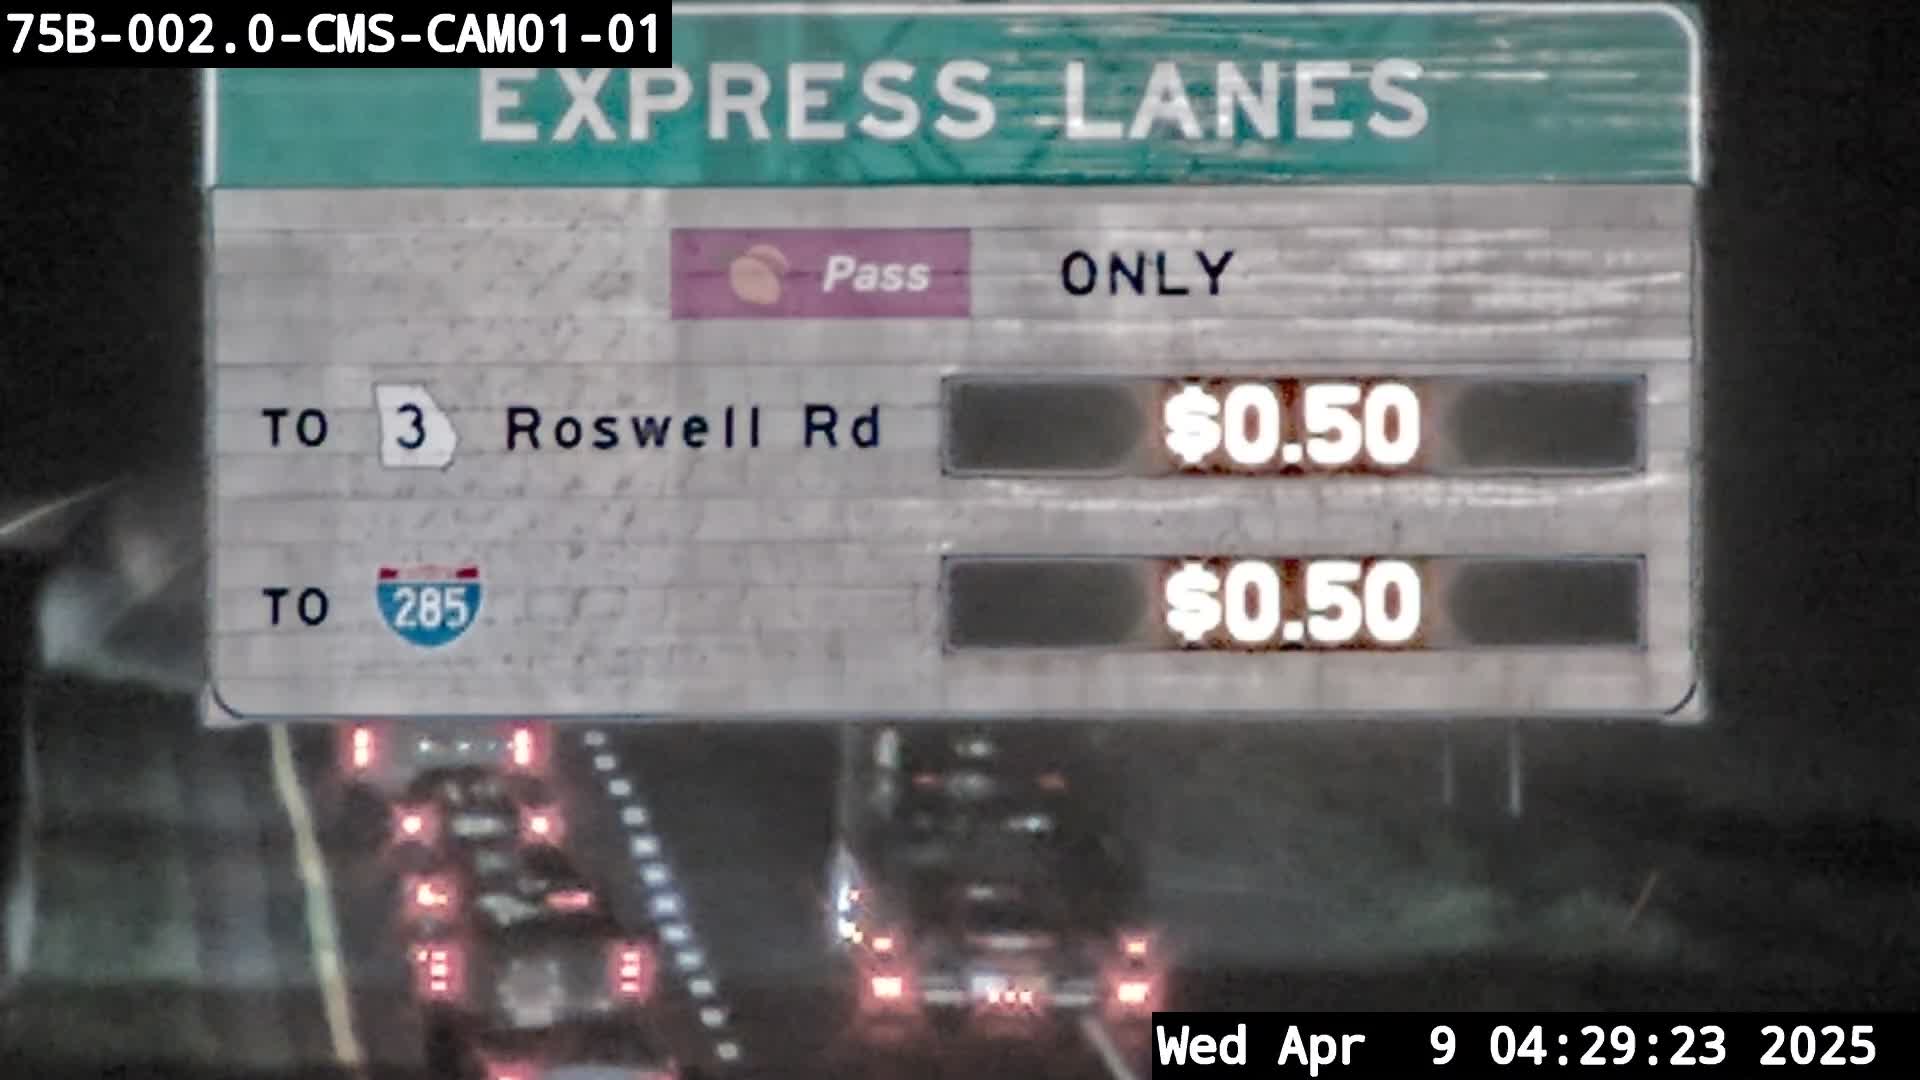 75B-002.0-CMS-CAM01-01
EXPRESS LANES
Pass ONLY
TO 3 Roswell Rd $0.50
TO 285 $0.50
Wed Apr 9 04:29:23 2025